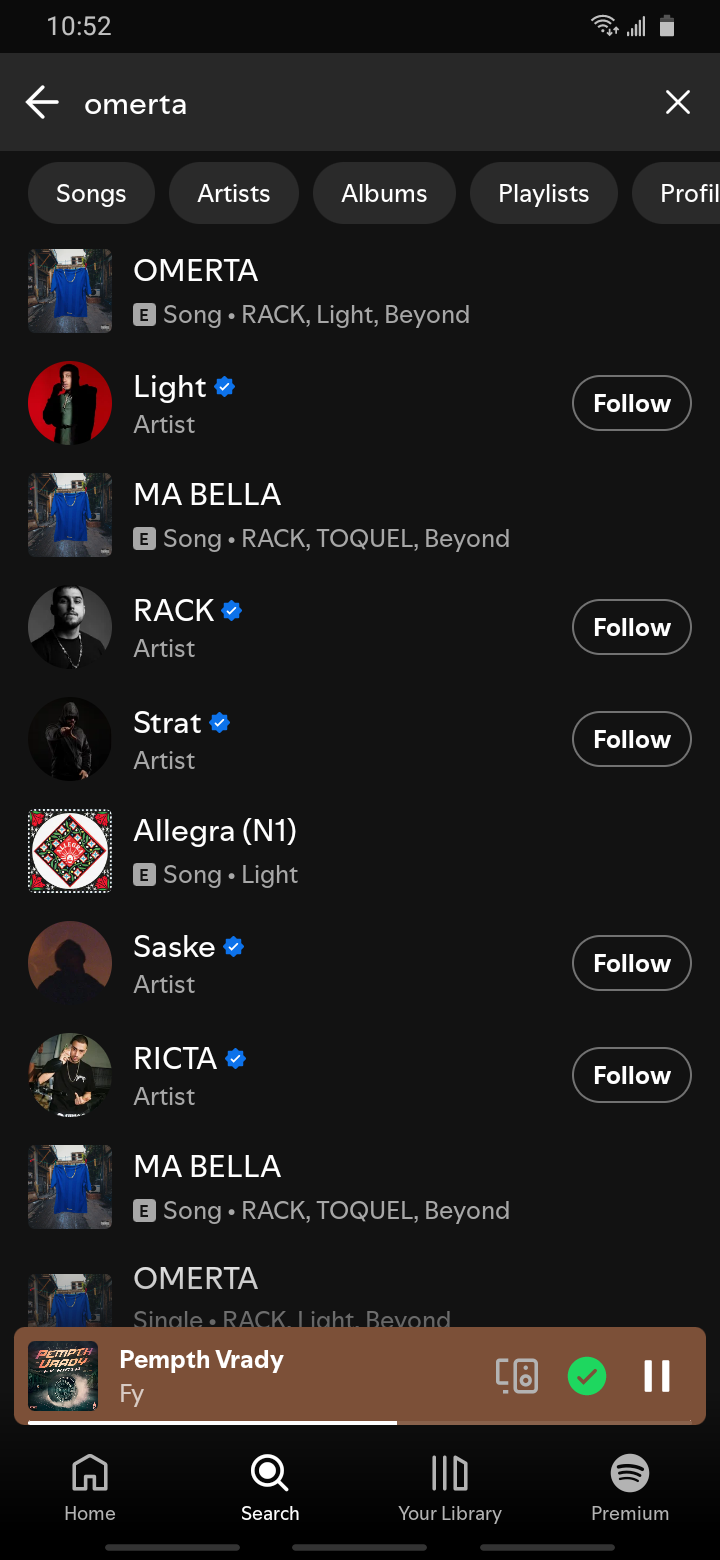 10:52
omerta
Songs
Artists
Albums
Playlists
Profil
OMERTA
E Song • RACK, Light, Beyond
Light
Artist
Follow
MA BELLA
E Song • RACK, TOQUEL, Beyond
RACK
Artist
Follow
Strat
Artist
Follow
ALLEGRA
Allegra (N1)
E Song • Light
Saske
Artist
Follow
RICTA
Artist
Follow
MA BELLA
E Song • RACK, TOQUEL, Beyond
OMERTA
Single • RACK, Light, Beyond
PEMPTH
VRADY
Pempth Vrady
Fy
Home
Search
Your Library
Premium